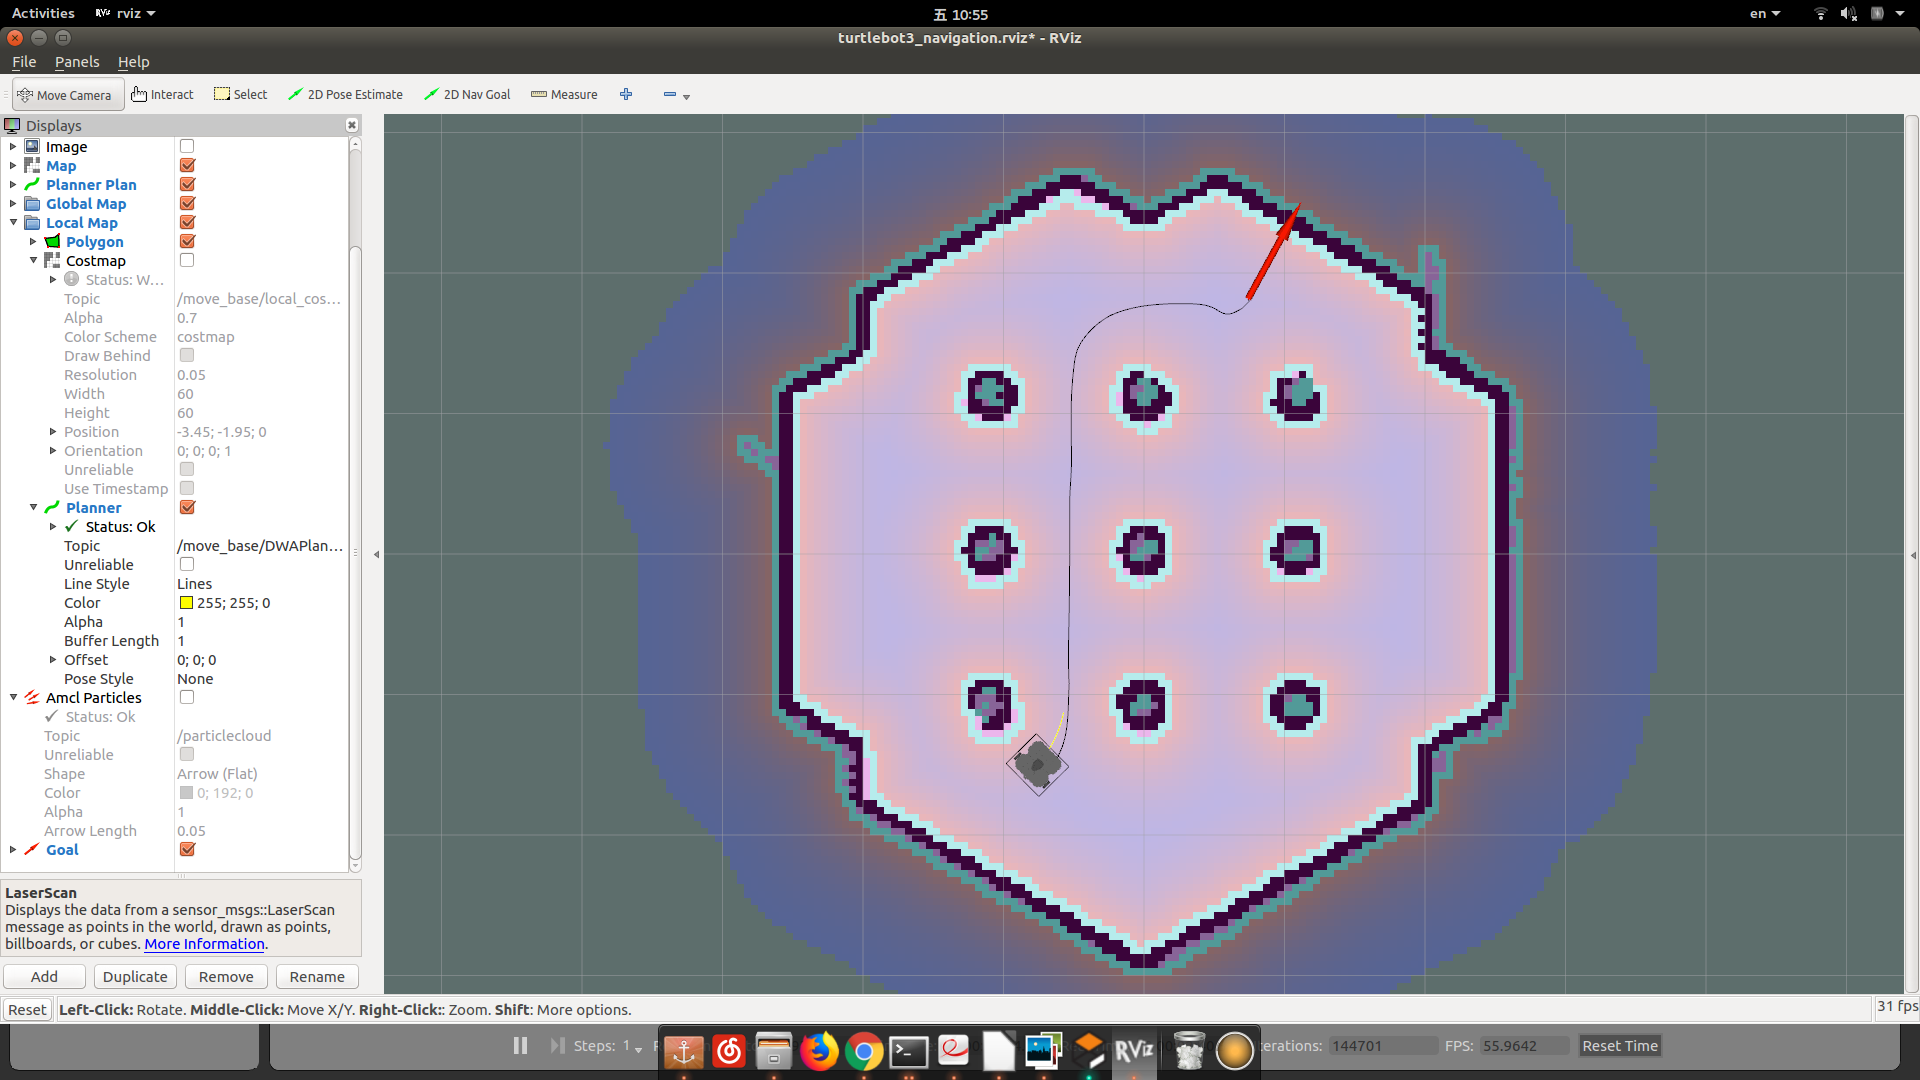 Activities
RViz rviz
五 10:55
en
turtlebot3_navigation.rviz* - RViz
File Panels Help
Move Camera Interact Select 2D Pose Estimate 2D Nav Goal Measure
Displays
Image
Map
Planner Plan
Global Map
Local Map
Polygon
Costmap
Status: W...
Topic /move_base/local_cos...
Alpha 0.7
Color Scheme costmap
Draw Behind
Resolution 0.05
Width 60
Height 60
Position -3.45; -1.95; 0
Orientation 0; 0; 0; 1
Unreliable
Use Timestamp
Planner
Status: Ok
Topic /move_base/DWAPlan...
Unreliable
Line Style Lines
Color 255; 255; 0
Alpha 1
Buffer Length 1
Offset 0; 0; 0
Pose Style None
Amcl Particles
Status: Ok
Topic /particlecloud
Unreliable
Shape Arrow (Flat)
Color 0; 192; 0
Alpha 1
Arrow Length 0.05
Goal
LaserScan
Displays the data from a sensor_msgs::LaserScan
message as points in the world, drawn as points,
billboards, or cubes. More Information.
Add Duplicate Remove Rename
Reset Left-Click: Rotate. Middle-Click: Move X/Y. Right-Click:: Zoom. Shift: More options. 31 fps
Steps: 1 RViz terations: 144701 FPS: 55.9642 Reset Time